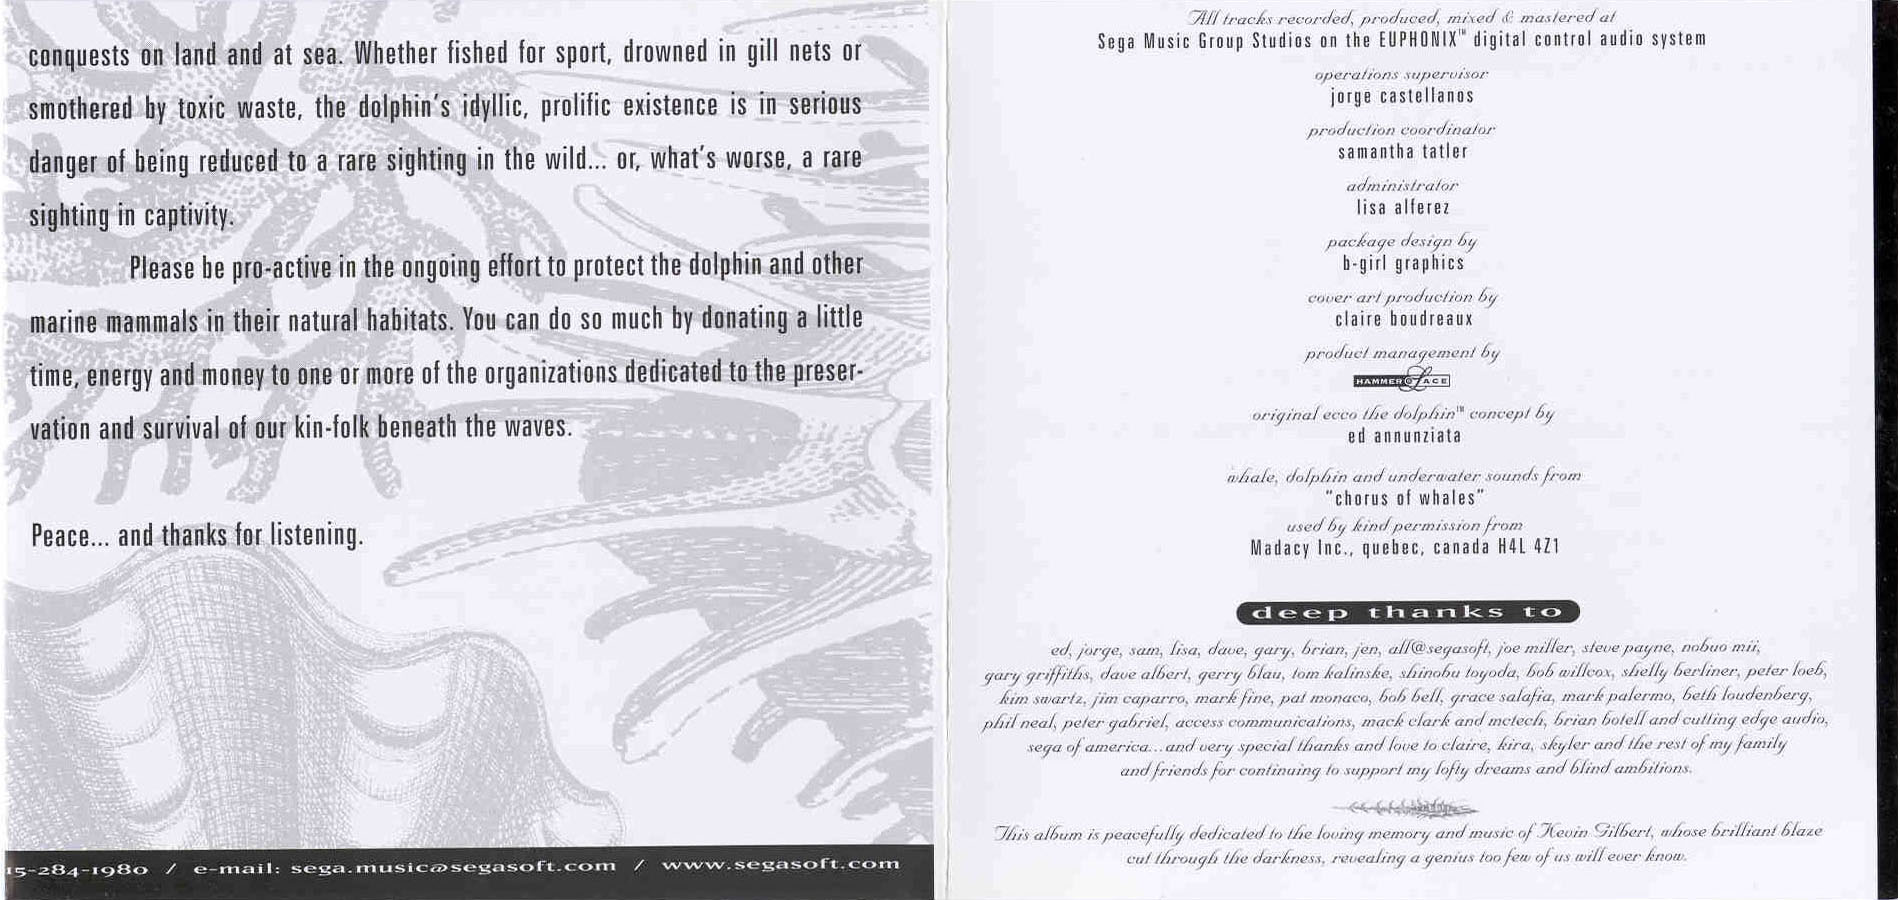 conquests on land and at sea. Whether fished for sport, drowned in gill nets or
smothered by toxic waste, the dolphin's idyllic, prolific existence is in serious
danger of being reduced to a rare sighting in the wild... or, what's worse, a rare
sighting in captivity.
Please be pro-active in the ongoing effort to protect the dolphin and other
marine mammals in their natural habitats. You can do so much by donating a little
time, energy and money to one or more of the organizations dedicated to the preser-
vation and survival of our kin-folk beneath the waves.
Peace... and thanks for listening.
15-284-1980 / e-mail: sega.music@segasoft.com / www.segasoft.com
All tracks recorded, produced, mixed & mastered at
Sega Music Group Studios on the EUPHONIX™ digital control audio system
operations supervisor
jorge castellanos
production coordinator
samantha tatler
administrator
lisa alferez
package design by
b-girl graphics
cover art production by
claire boudreaux
product management by
HAMMER@LACE
original ecco the dolphin™ concept by
ed annunziata
whale, dolphin and underwater sounds from
"chorus of whales"
used by kind permission from
Madacy Inc., quebec, canada H4L 4Z1
deep thanks to
ed, jorge, sam, lisa, dave, gary, brian, jen, all@segasoft, joe miller, steve payne, nobuo mii,
gary griffiths, dave albert, gerry blau, tom kalinske, shinobu toyoda, bob willcox, shelly berliner, peter loeb,
kim swartz, jim caparro, mark fine, pat monaco, bob bell, grace salafia, mark palermo, beth loudenberg,
phil neal, peter gabriel, access communications, mack clark and mctech, brian botell and cutting edge audio,
sega of america...and very special thanks and love to claire, kira, skyler and the rest of my family
and friends for continuing to support my lofty dreams and blind ambitions.
This album is peacefully dedicated to the loving memory and music of Kevin Gilbert, whose brilliant blaze
cut through the darkness, revealing a genius too few of us will ever know.